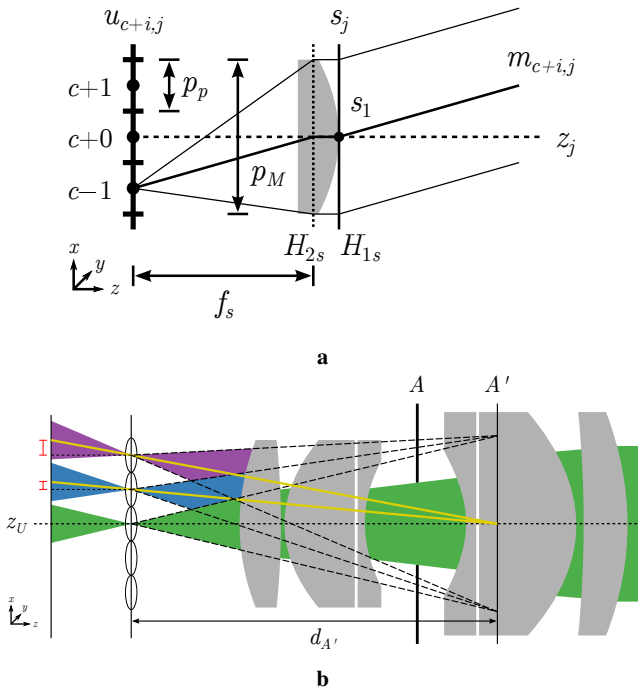 u_{c+i,j} s_j
m_{c+i,j}
c+1 p_p
s_1
c+0 z_j
p_M
c−1
H_{2s} H_{1s}
x y z
f_s
a
A A′
z_U
x y z
d_{A′}
b